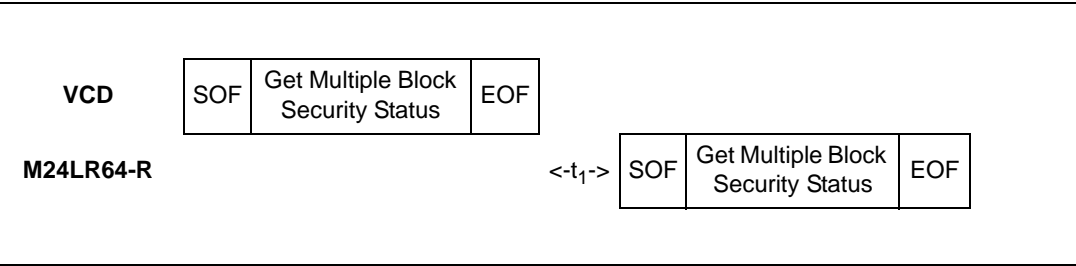 VCD SOF Get Multiple Block Security Status EOF
M24LR64-R <-t1-> SOF Get Multiple Block Security Status EOF